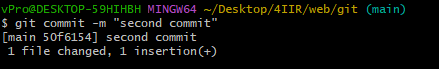 vPro@DESKTOP-59HIHBH MINGW64 ~/Desktop/4IIR/web/git (main)
$ git commit -m "second commit"
[main 50f6154] second commit
 1 file changed, 1 insertion(+)